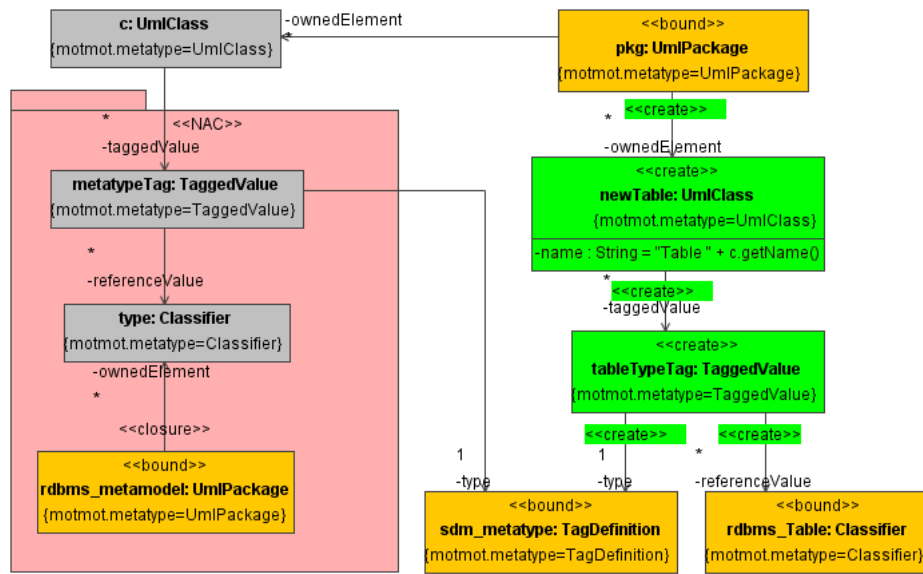 c: UmlClass
{motmot.metatype=UmlClass}
-ownedElement
*
<<bound>>
pkg: UmlPackage
{motmot.metatype=UmlPackage}
<<create>>
*
-ownedElement
<<NAC>>
*
-taggedValue
metatypeTag: TaggedValue
{motmot.metatype=TaggedValue}
<<create>>
newTable: UmlClass
{motmot.metatype=UmlClass}
-name : String = "Table " + c.getName()
*
-referenceValue
*
<<create>>
-taggedValue
type: Classifier
{motmot.metatype=Classifier}
<<create>>
tableTypeTag: TaggedValue
{motmot.metatype=TaggedValue}
-ownedElement
*
<<closure>>
<<create>>
<<create>>
<<bound>>
rdbms_metamodel: UmlPackage
{motmot.metatype=UmlPackage}
1
-type
1
-type
*
-referenceValue
<<bound>>
sdm_metatype: TagDefinition
{motmot.metatype=TagDefinition}
<<bound>>
rdbms_Table: Classifier
{motmot.metatype=Classifier}